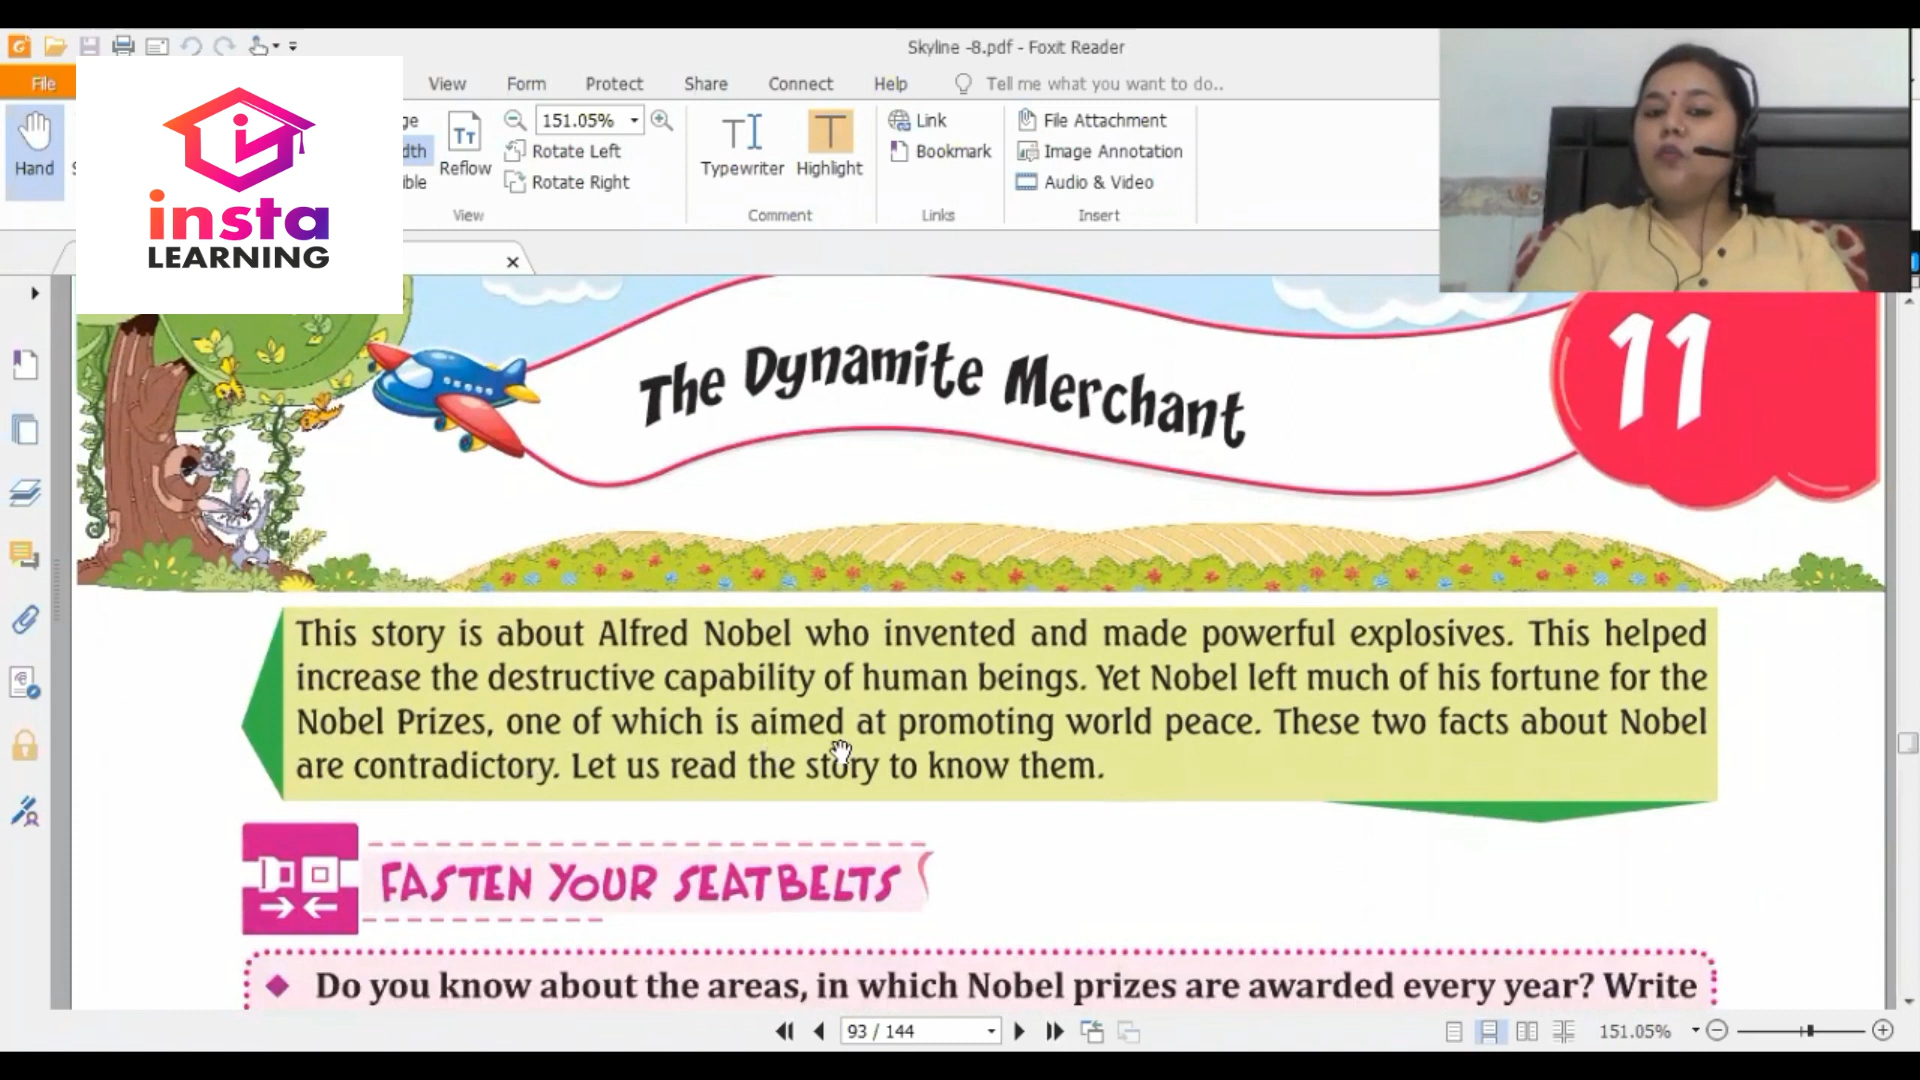 Skyline -8.pdf - Foxit Reader
File
View
Form
Protect
Share
Connect
Help
Tell me what you want to do..
insta
LEARNING
Hand
Reflow
151.05%
Rotate Left
Rotate Right
View
Typewriter
Highlight
Comment
Link
Bookmark
Links
File Attachment
Image Annotation
Audio & Video
Insert
The Dynamite Merchant
11
This story is about Alfred Nobel who invented and made powerful explosives. This helped
increase the destructive capability of human beings. Yet Nobel left much of his fortune for the
Nobel Prizes, one of which is aimed at promoting world peace. These two facts about Nobel
are contradictory. Let us read the story to know them.
FASTEN YOUR SEATBELTS
Do you know about the areas, in which Nobel prizes are awarded every year? Write
93 / 144
151.05%